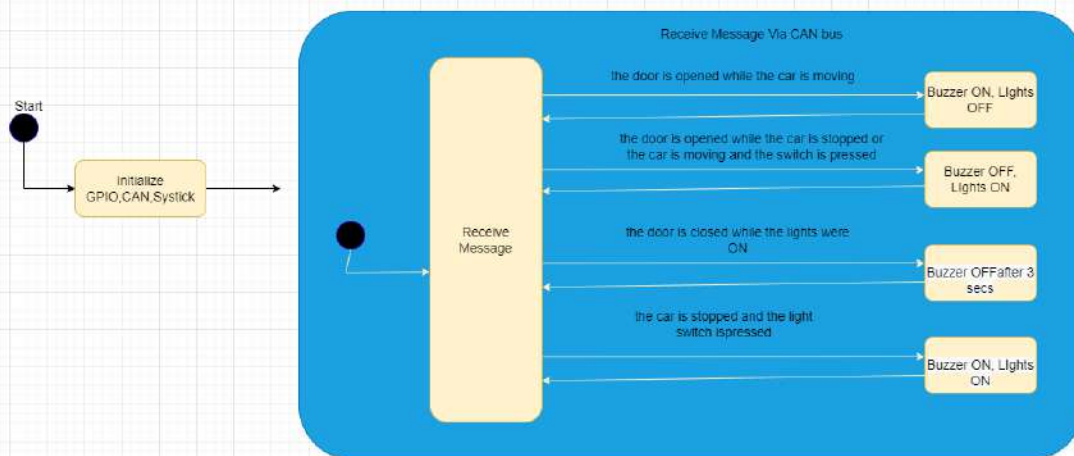 Receive Message Via CAN bus
the door is opened while the car is moving
Buzzer ON, Lights
OFF
Start
the door is opened while the car is stopped or
the car is moving and the switch is pressed
Initialize
GPIO,CAN,Systick
Buzzer OFF,
Lights ON
Receive
Message
the door is closed while the lights were
ON
Buzzer OFFafter 3
secs
the car is stopped and the light
switch ispressed
Buzzer ON, Lights
ON